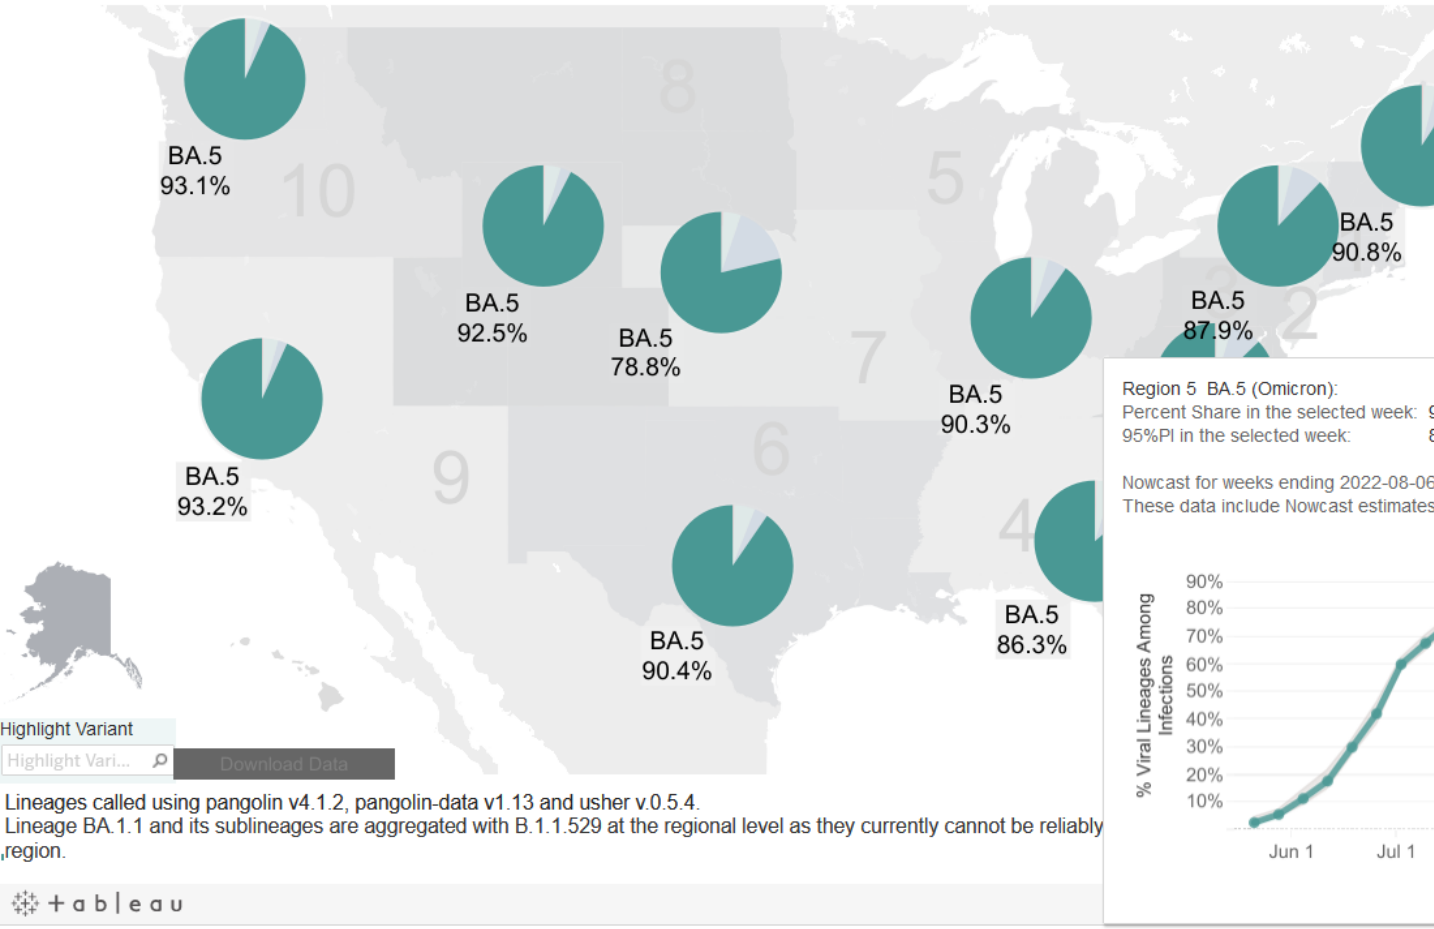 8
BA.5
93.1%
10
5
BA.5
90.8%
BA.5
92.5%
BA.5
78.8%
3
2
BA.5
87.9%
7
BA.5
90.3%
BA.5
93.2%
9
6
4
BA.5
90.4%
BA.5
86.3%
Region 5 BA.5 (Omicron):
Percent Share in the selected week: 9
95%PI in the selected week: 8
Nowcast for weeks ending 2022-08-06
These data include Nowcast estimates
% Viral Lineages Among
Infections
90%
80%
70%
60%
50%
40%
30%
20%
10%
Jun 1 Jul 1
Highlight Variant
Highlight Vari...
Download Data
Lineages called using pangolin v4.1.2, pangolin-data v1.13 and usher v.0.5.4.
Lineage BA.1.1 and its sublineages are aggregated with B.1.1.529 at the regional level as they currently cannot be reliably
region.
+ a b | e a u